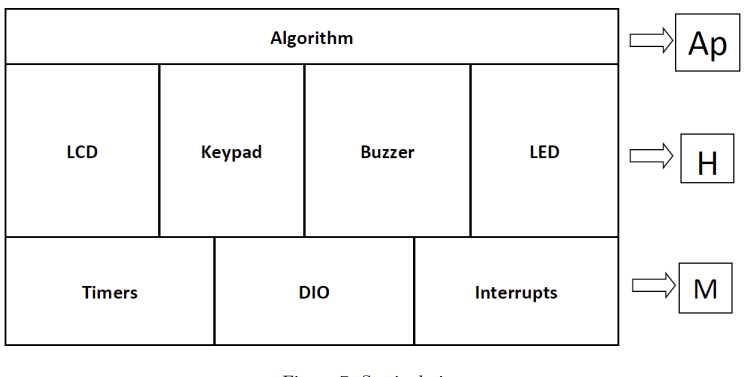 Algorithm
Ap
LCD Keypad Buzzer LED
H
Timers DIO Interrupts
M